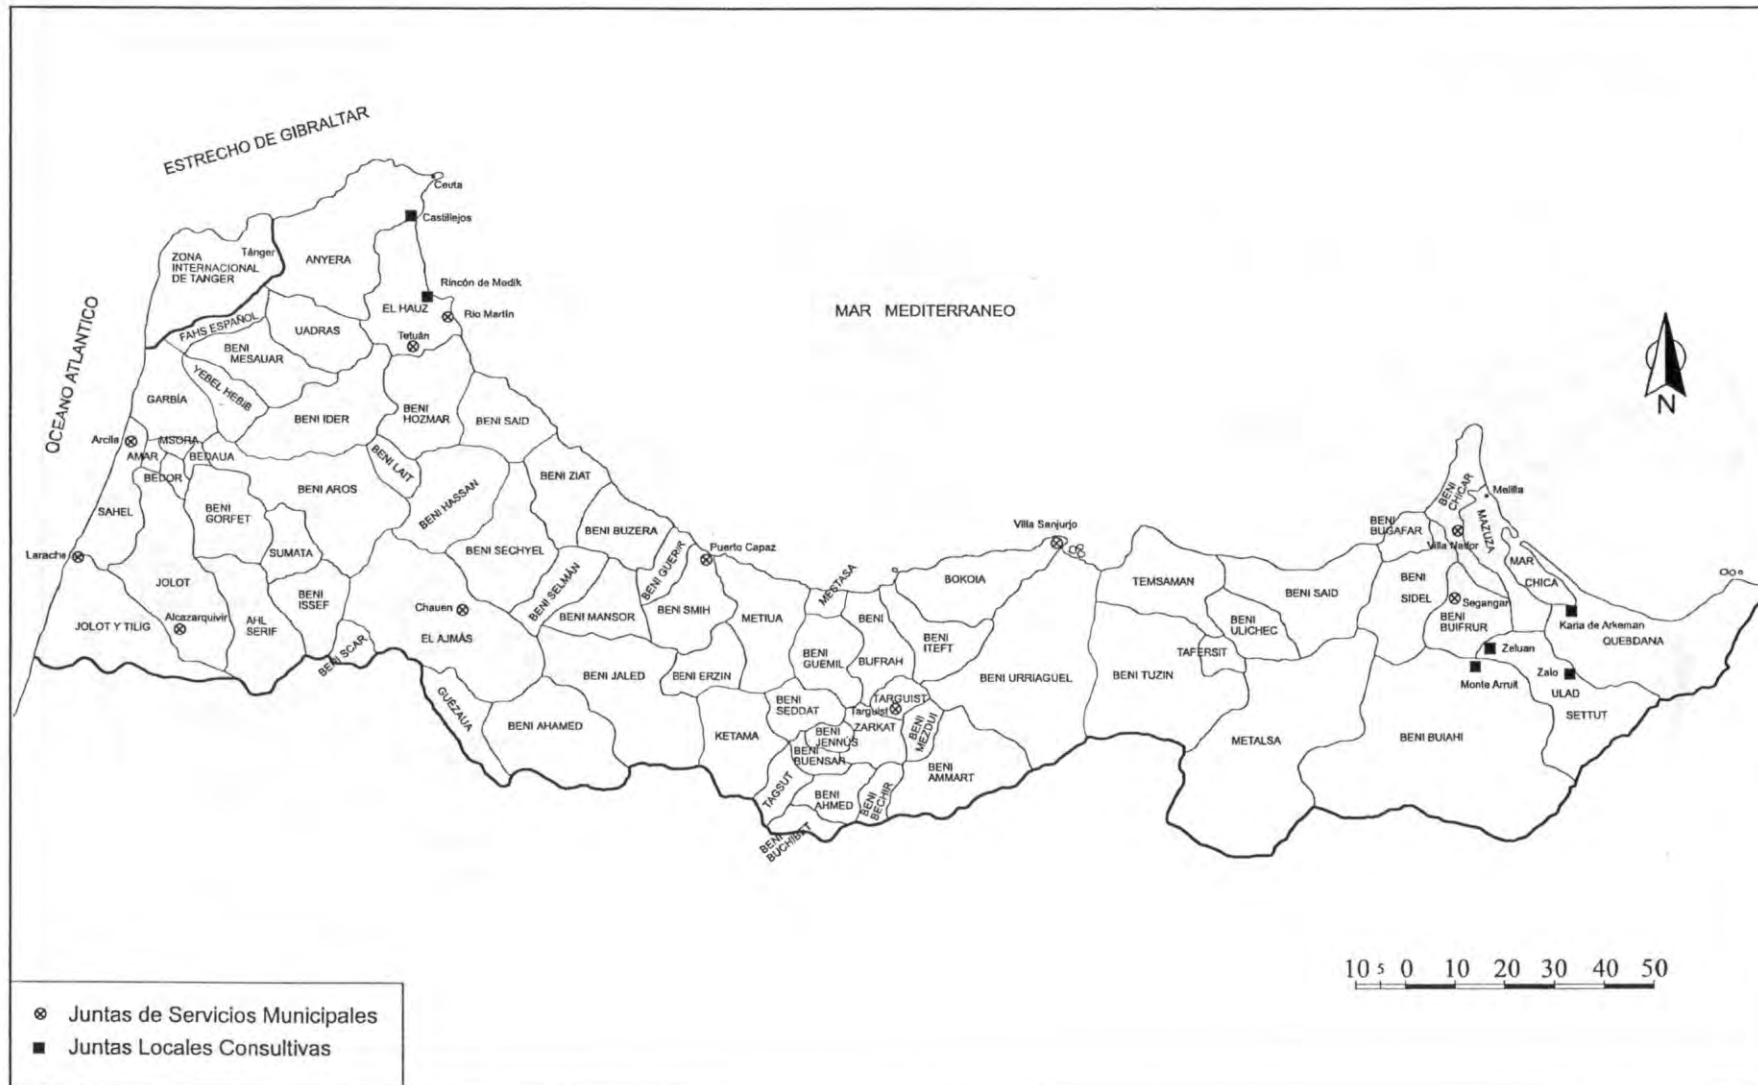 ESTRECHO DE GIBRALTAR
OCEANO ATLANTICO
MAR MEDITERRANEO
Ceuta
Castillejos
Tánger
ZONA
INTERNACIONAL
DE TANGER
ANYERA
Rincón de Medik
EL HAUZ
Rio Martín
FAHS ESPAÑOL
UADRAS
Tetuán
BENI
MESAUAR
YEBEL HEBIB
GARBÍA
BENI IDER
BENI
HOZMAR
BENI SAID
Arcila
MSORA
AMAR
BEDAUA
BEDOR
BENI LAIT
BENI AROS
BENI HASSAN
BENI ZIAT
SAHEL
BENI
GORFET
SUMATA
BENI SECHYEL
BENI BUZERA
BENI GUERIR
Puerto Capaz
Larache
JOLOT
BENI
ISSEF
BENI SELMÁN
BENI MANSOR
BENI SMIH
Chauen
EL AJMÁS
JOLOT Y TILIG
Alcazarquivir
AHL
SERIF
BENI SCAR
GUEZAUA
BENI AHAMED
BENI JALED
BENI ERZIN
METIUA
MESTASA
BENI
GUEMIL
BENI
BUFRAH
BOKOIA
Villa Sanjurjo
BENI
ITEFT
BENI
SEDDAT
TARGUIST
Targuist
ZARKAT
BENI
MEZDUI
BENI URRIAGUEL
KETAMA
BENI
JENNÚS
BENI
BUENSAR
TAGSUT
BENI
AHMED
BENI
BECHIR
BENI
AMMART
BENI
BUCHIBET
TEMSAMAN
BENI SAID
BENI
ULICHEC
TAFERSIT
BENI TUZIN
METALSA
BENI
CHICAR
Melilla
BENI
BUGAFAR
Villa Nador
MAZUZA
MAR
CHICA
BENI
SIDEL
Segangan
BENI
BUIFRUR
Karia de Arkeman
QUEBDANA
Zeluan
Monte Arruit
Zaio
ULAD
SETTUT
BENI BUIAHI
N
10 5 0 10 20 30 40 50
Juntas de Servicios Municipales
Juntas Locales Consultivas